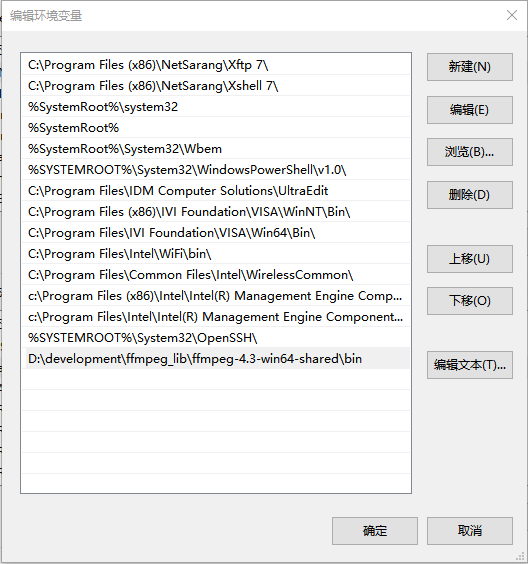 编辑环境变量
C:\Program Files (x86)\NetSarang\Xftp 7\
C:\Program Files (x86)\NetSarang\Xshell 7\
%SystemRoot%\system32
%SystemRoot%
%SystemRoot%\System32\Wbem
%SYSTEMROOT%\System32\WindowsPowerShell\v1.0\
C:\Program Files\IDM Computer Solutions\UltraEdit
C:\Program Files (x86)\IVI Foundation\VISA\WinNT\Bin\
C:\Program Files\IVI Foundation\VISA\Win64\Bin\
C:\Program Files\Intel\WiFi\bin\
C:\Program Files\Common Files\Intel\WirelessCommon\
c:\Program Files (x86)\Intel\Intel(R) Management Engine Comp...
c:\Program Files\Intel\Intel(R) Management Engine Component...
%SYSTEMROOT%\System32\OpenSSH\
D:\development\ffmpeg_lib\ffmpeg-4.3-win64-shared\bin
新建(N)
编辑(E)
浏览(B)...
删除(D)
上移(U)
下移(O)
编辑文本(T)...
确定
取消